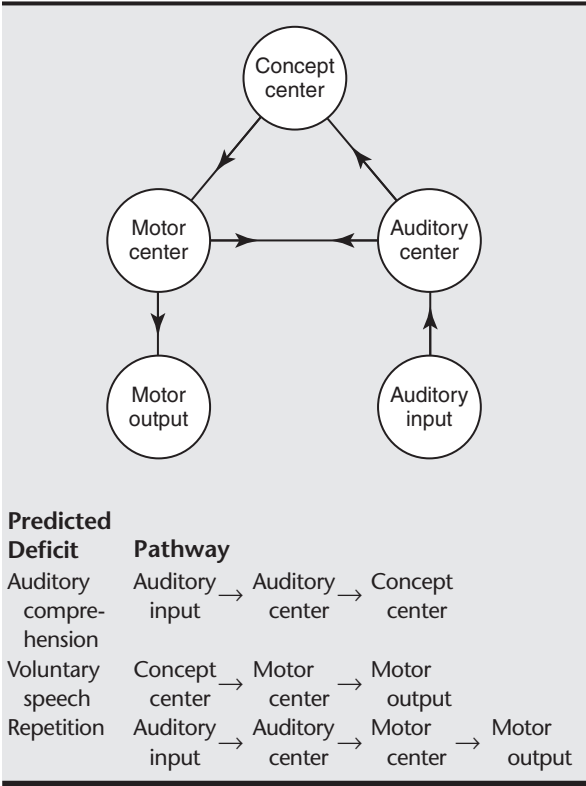 Concept
center
Motor
center
Auditory
center
Motor
output
Auditory
input
Predicted
Deficit Pathway
Auditory Auditory → Auditory → Concept
compre- input center center
hension
Voluntary Concept → Motor → Motor
speech center center output
Repetition Auditory → Auditory → Motor → Motor
input center center output